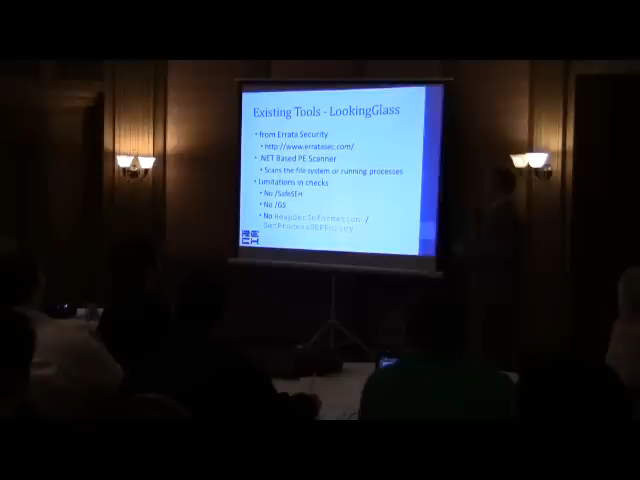 Existing Tools - LookingGlass
• from Errata Security
• http://www.erratasec.com/
• .NET Based PE Scanner
• Scans the file system or running processes
• Limitations in checks
• No /SafeSEH
• No /GS
• No HeapSetInformation /
SetProcessDEPPolicy